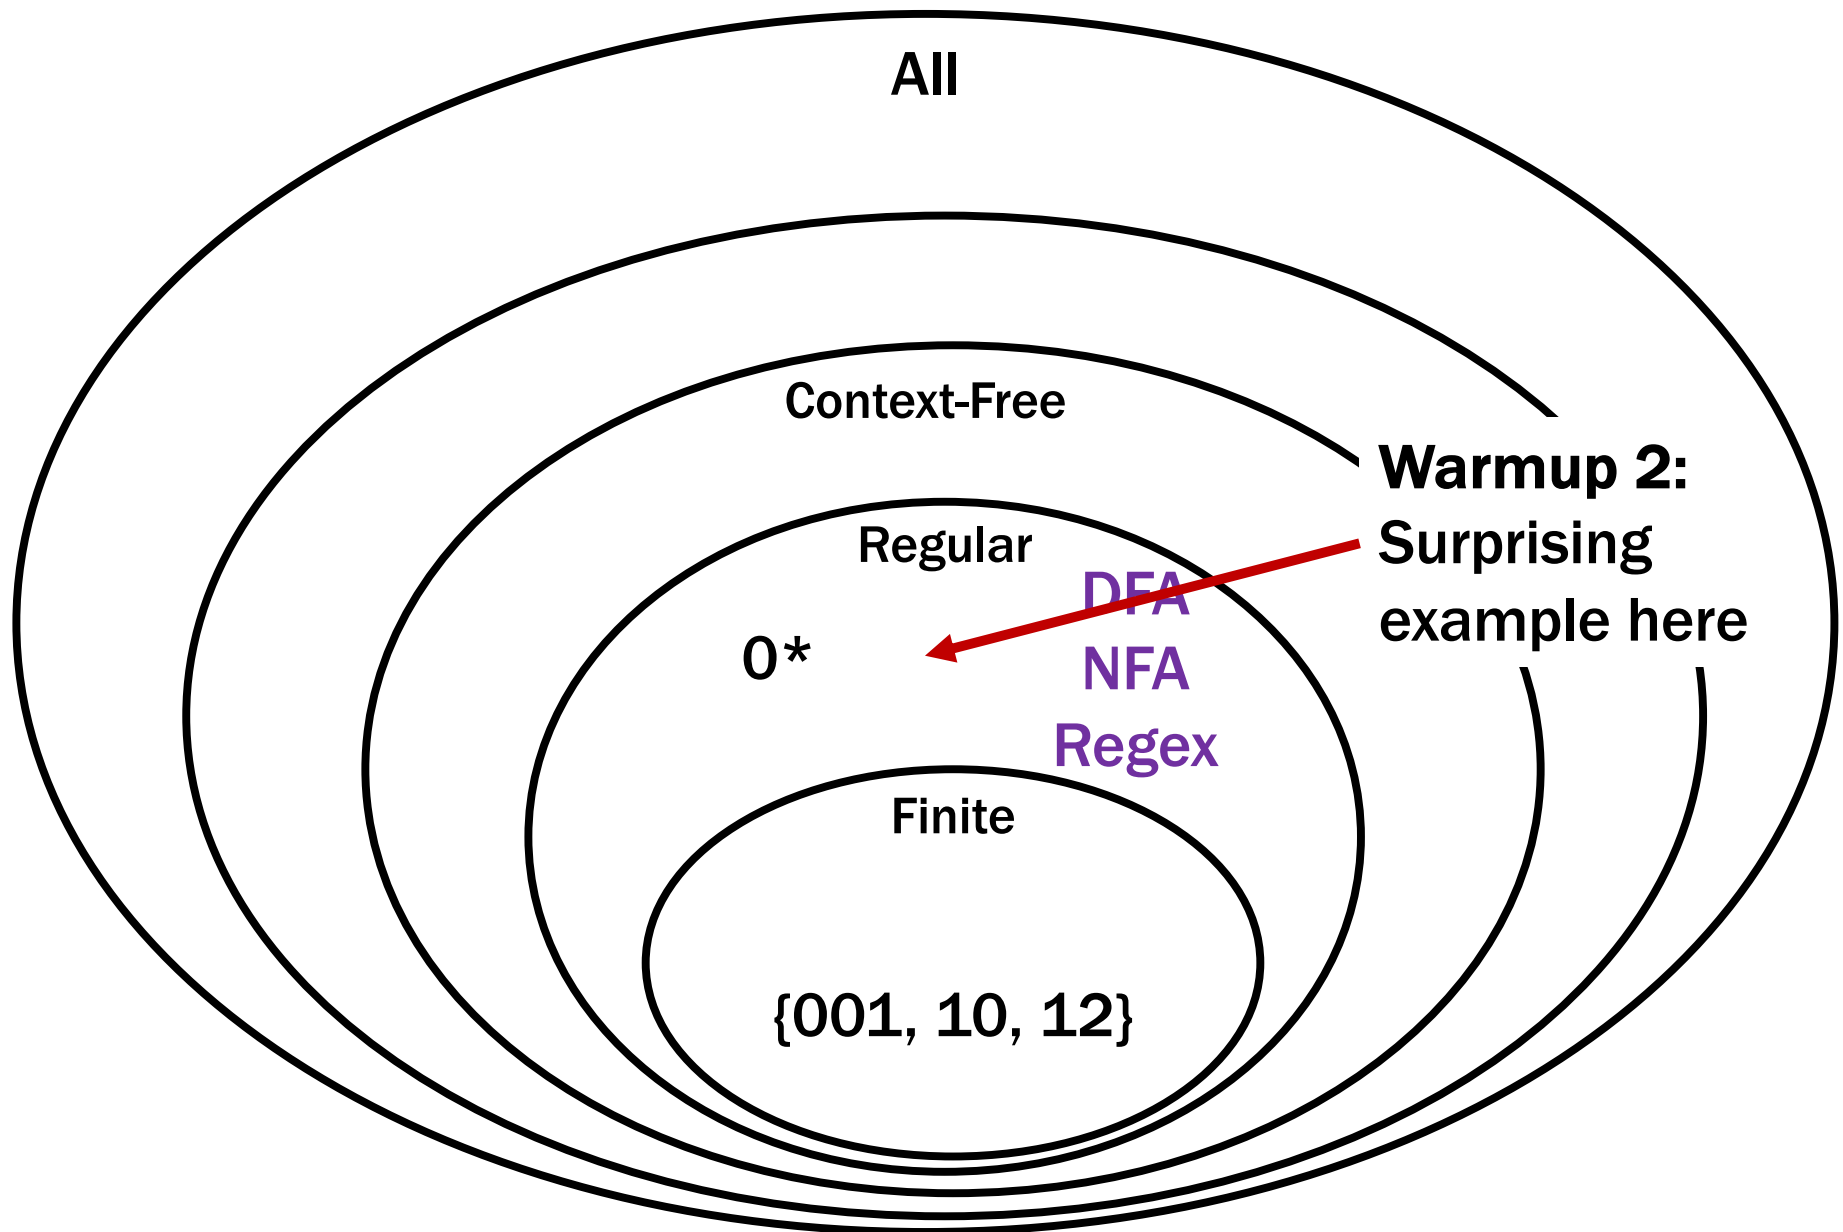 All
Context-Free
Warmup 2:
Surprising
example here
Regular
DFA
NFA
Regex
0*
Finite
{001, 10, 12}